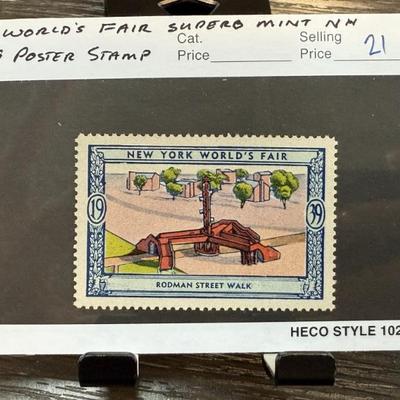 WORLD'S FAIR SUPERB MINT NH
POSTER STAMP
Cat.
Price
Selling
Price 21
NEW YORK WORLD'S FAIR
19 39
RODMAN STREET WALK
HECO STYLE 102